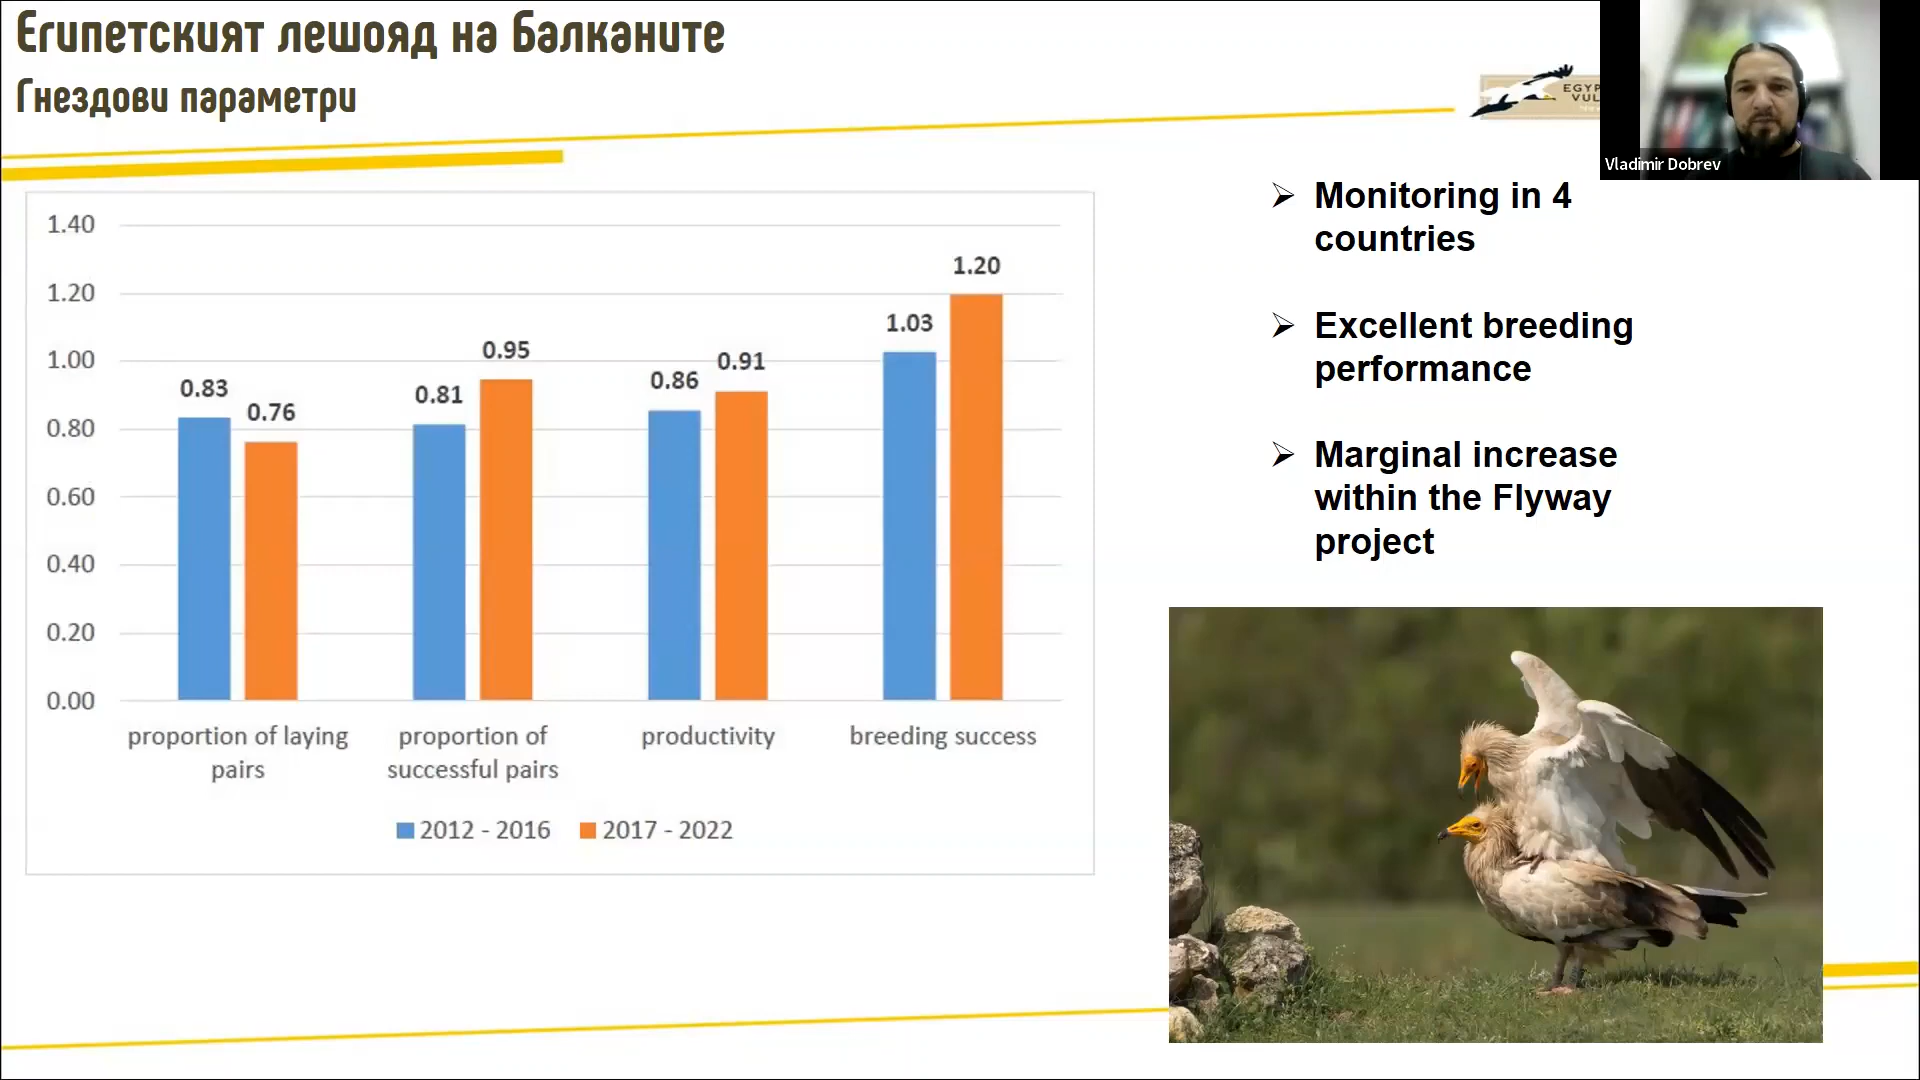 Египетският лешояд на Балканите
Гнездови параметри
Vladimir Dobrev
1.40
1.20
1.00
0.80
0.60
0.40
0.20
0.00
0.83
0.76
0.81
0.95
0.86
0.91
1.03
1.20
proportion of laying
pairs
proportion of
successful pairs
productivity
breeding success
2012 - 2016
2017 - 2022
➢ Monitoring in 4
countries
➢ Excellent breeding
performance
➢ Marginal increase
within the Flyway
project